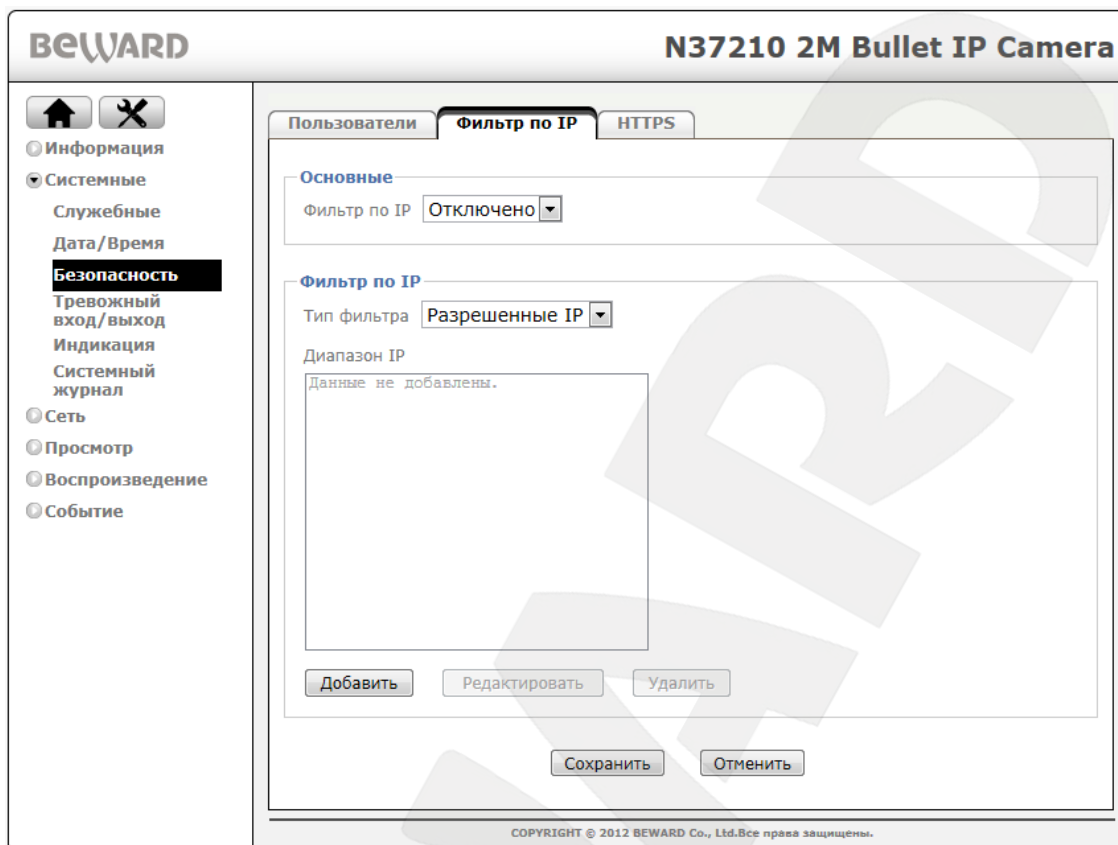 BEWARD
N37210 2M Bullet IP Camera
Информация
Системные
Служебные
Дата/Время
Безопасность
Тревожный
вход/выход
Индикация
Системный
журнал
Сеть
Просмотр
Воспроизведение
Событие
Пользователи
Фильтр по IP
HTTPS
Основные
Фильтр по IP Отключено
Фильтр по IP
Тип фильтра Разрешенные IP
Диапазон IP
Данные не добавлены.
Добавить
Редактировать
Удалить
Сохранить
Отменить
COPYRIGHT © 2012 BEWARD Co., Ltd.Все права защищены.